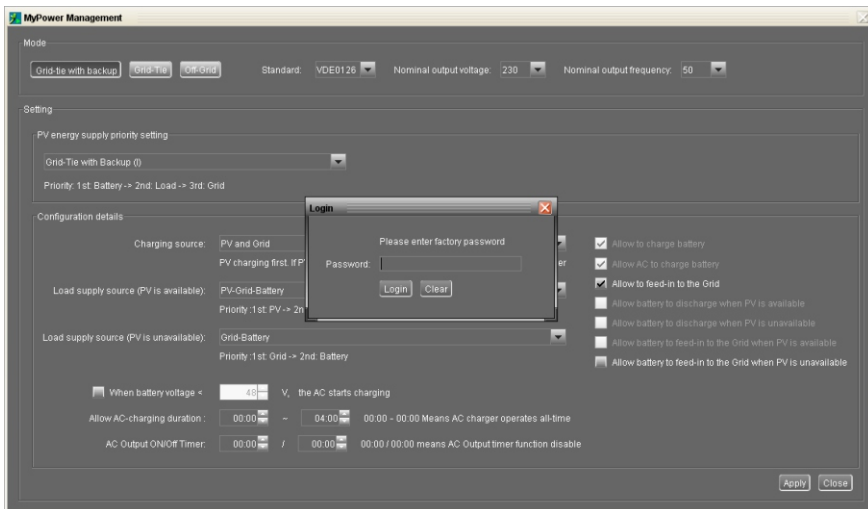 MyPower Management
Mode
Grid-tie with backup Grid-Tie Off-Grid Standard: VDE0126 Nominal output voltage: 230 Nominal output frequency: 50
Setting
PV energy supply priority setting
Grid-Tie with Backup (I)
Priority: 1st: Battery -> 2nd: Load -> 3rd: Grid
Login
Please enter factory password
Password:
Login Clear
Configuration details
Charging source: PV and Grid
PV charging first. If P er
Load supply source (PV is available): PV-Grid-Battery
Priority :1st: PV -> 2n
Load supply source (PV is unavailable): Grid-Battery
Priority :1st: Grid -> 2nd: Battery
Allow to charge battery
Allow AC to charge battery
Allow to feed-in to the Grid
Allow battery to discharge when PV is available
Allow battery to discharge when PV is unavailable
Allow battery to feed-in to the Grid when PV is available
Allow battery to feed-in to the Grid when PV is unavailable
When battery voltage < 48 V, the AC starts charging
Allow AC-charging duration : 00:00 ~ 04:00 00:00 ~ 00:00 Means AC charger operates all-time
AC Output ON/Off Timer: 00:00 / 00:00 00:00 / 00:00 means AC Output timer function disable
Apply Close